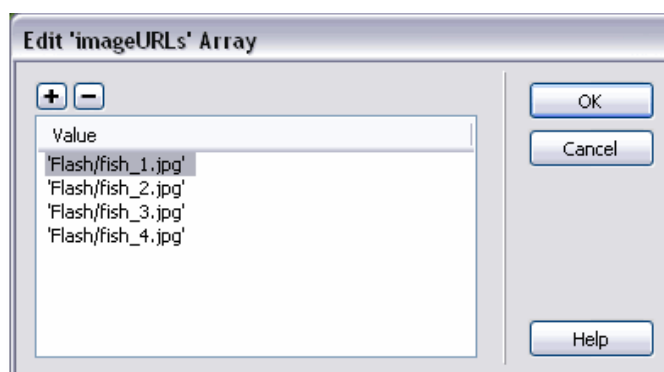 Edit 'imageURLs' Array
+ −
Value
'Flash/fish_1.jpg'
'Flash/fish_2.jpg'
'Flash/fish_3.jpg'
'Flash/fish_4.jpg'
OK
Cancel
Help